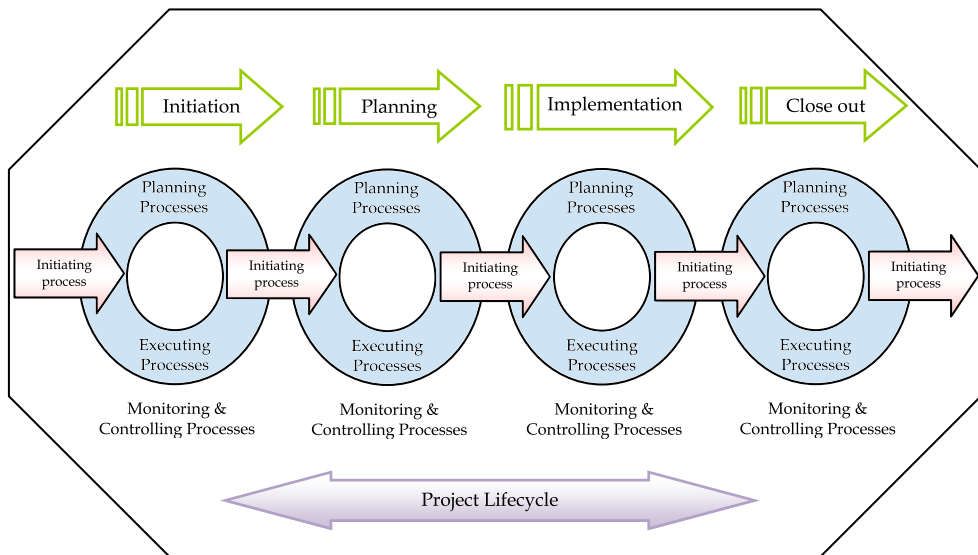 Initiation
Planning
Implementation
Close out
Planning
Processes
Planning
Processes
Planning
Processes
Planning
Processes
Initiating
process
Initiating
process
Initiating
process
Initiating
process
Initiating
process
Executing
Processes
Executing
Processes
Executing
Processes
Executing
Processes
Monitoring &
Controlling Processes
Monitoring &
Controlling Processes
Monitoring &
Controlling Processes
Monitoring &
Controlling Processes
Project Lifecycle